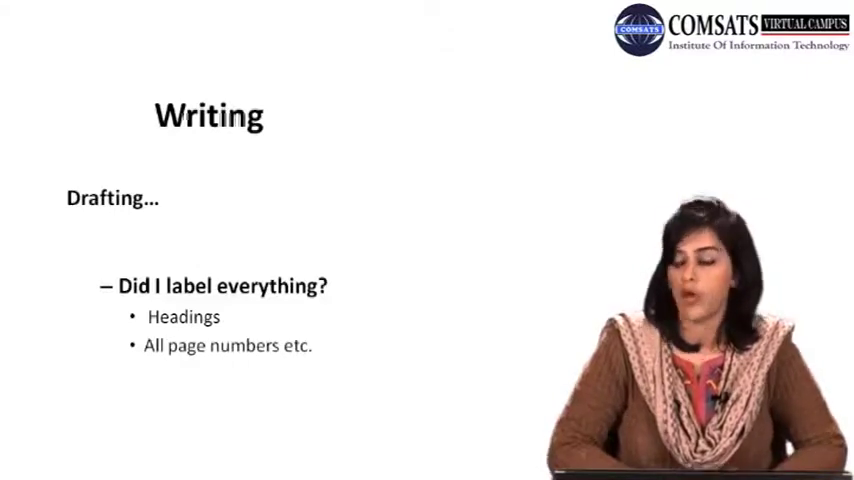 COMSATS VIRTUAL CAMPUS
COMSATS
Institute Of Information Technology
Writing
Drafting...
– Did I label everything?
• Headings
• All page numbers etc.